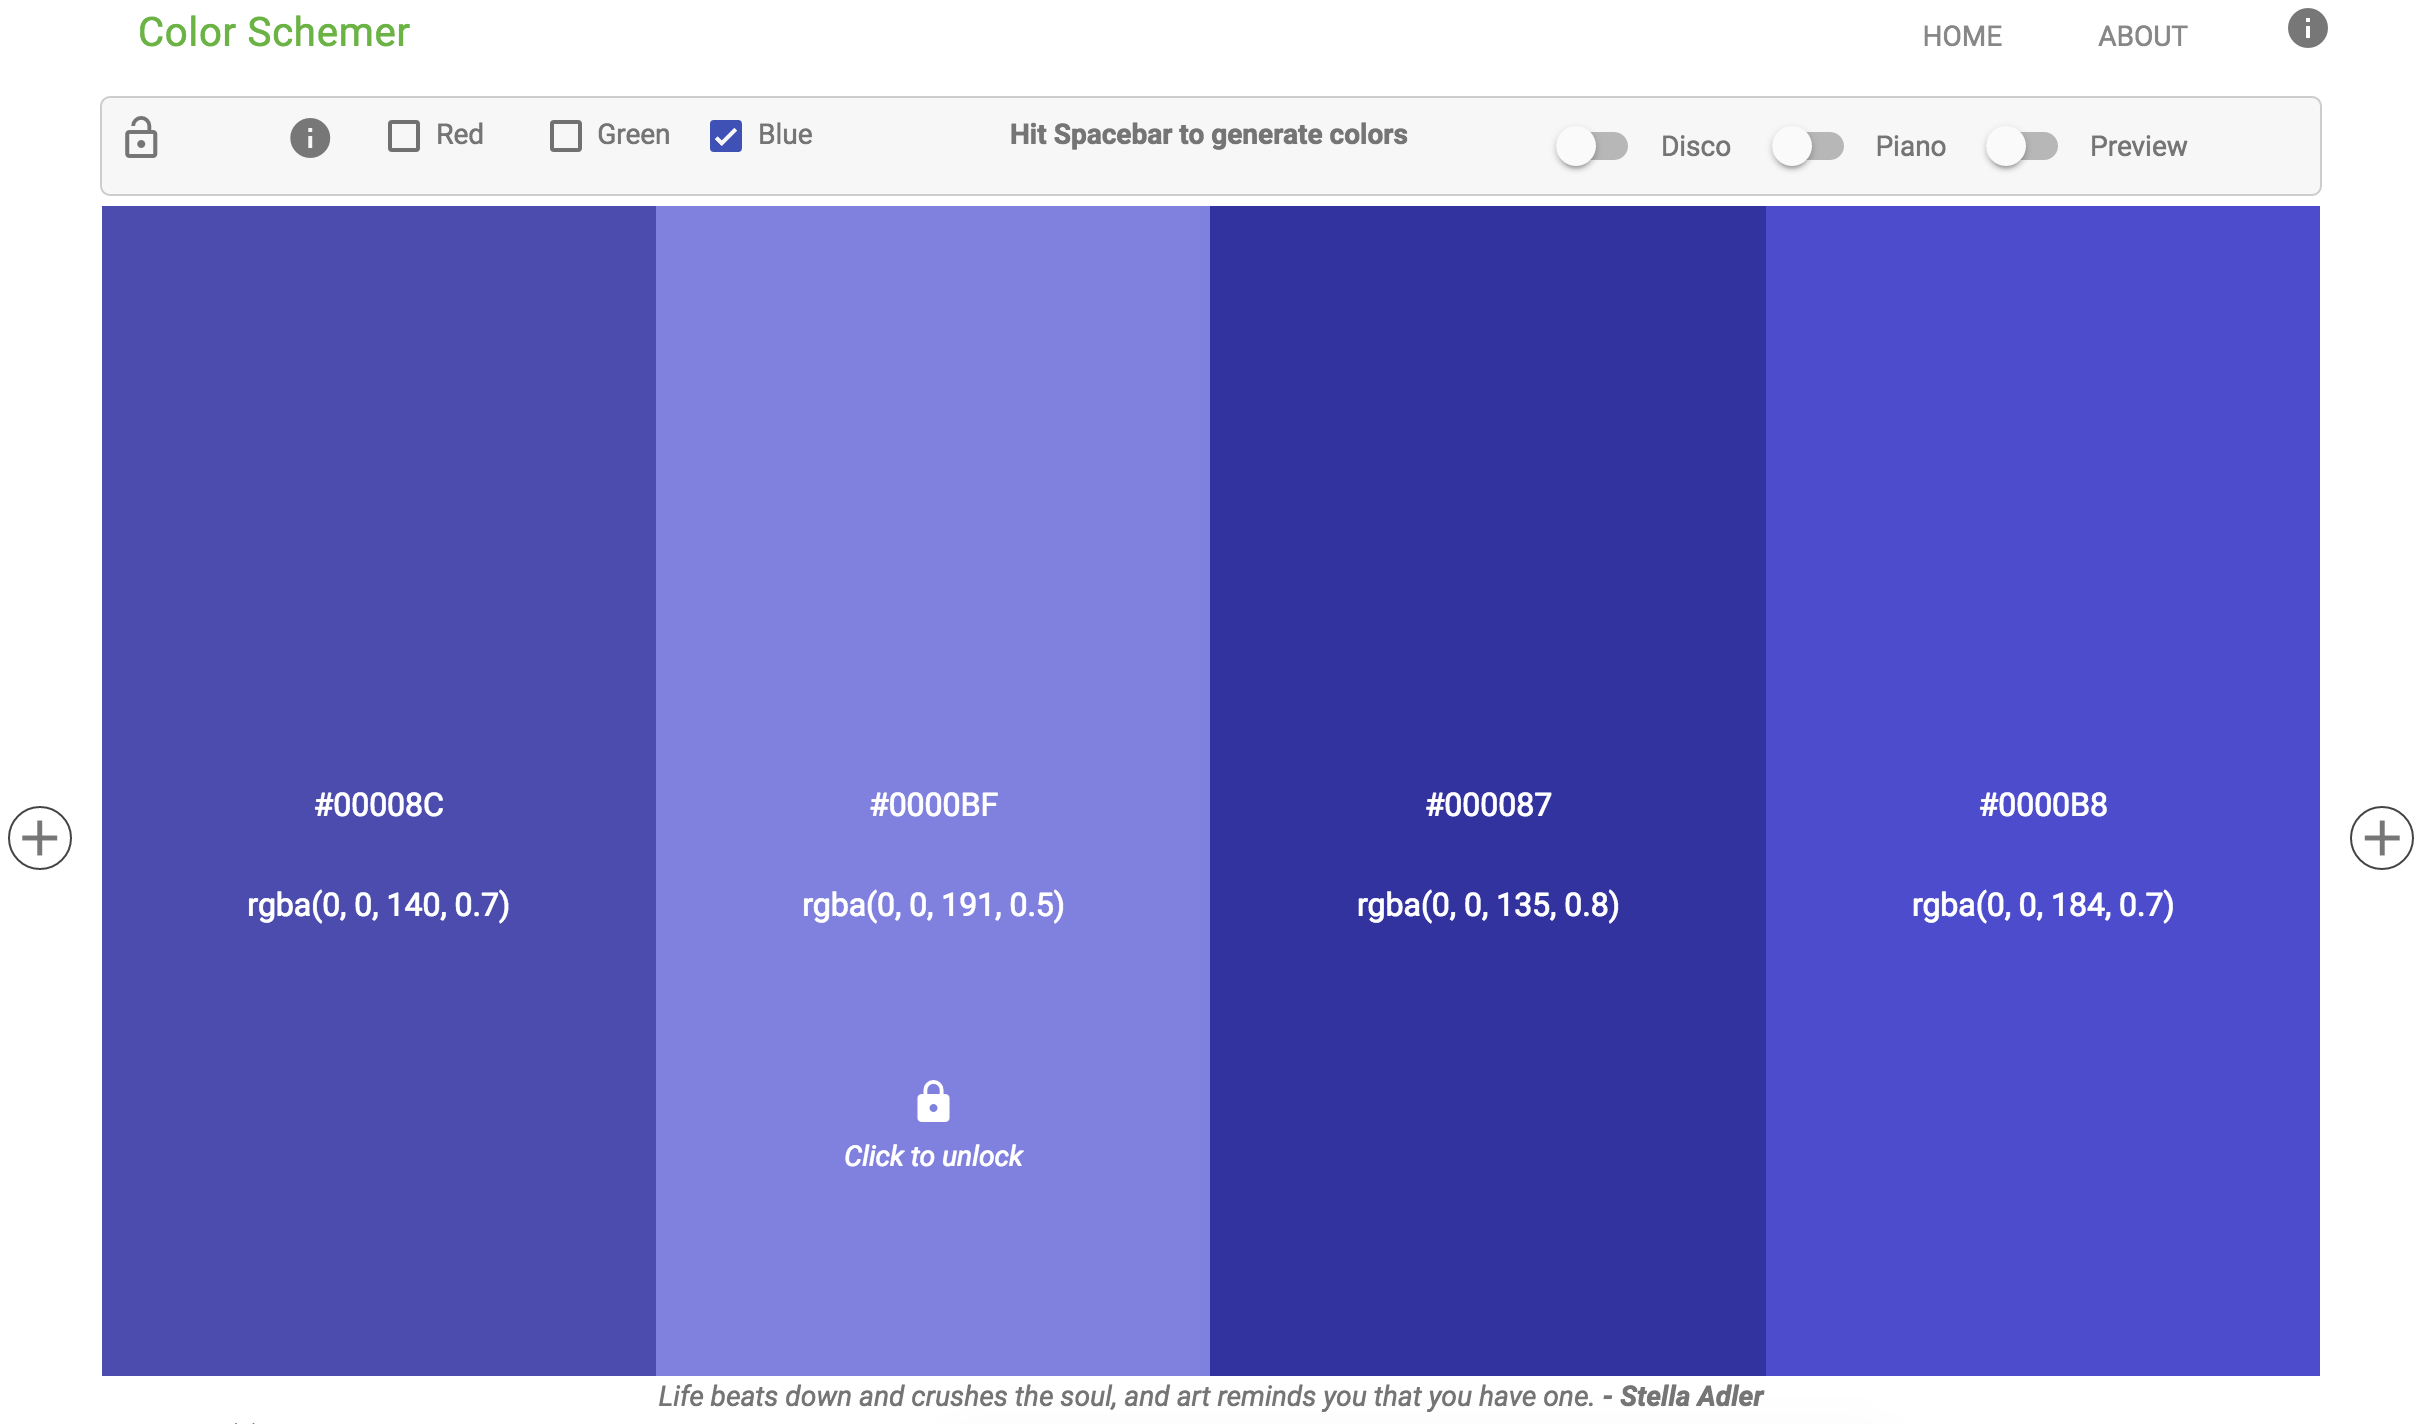 Color Schemer
HOME
ABOUT
Red
Green
Blue
Hit Spacebar to generate colors
Disco
Piano
Preview
#00008C
rgba(0, 0, 140, 0.7)
#0000BF
rgba(0, 0, 191, 0.5)
Click to unlock
#000087
rgba(0, 0, 135, 0.8)
#0000B8
rgba(0, 0, 184, 0.7)
Life beats down and crushes the soul, and art reminds you that you have one. - Stella Adler